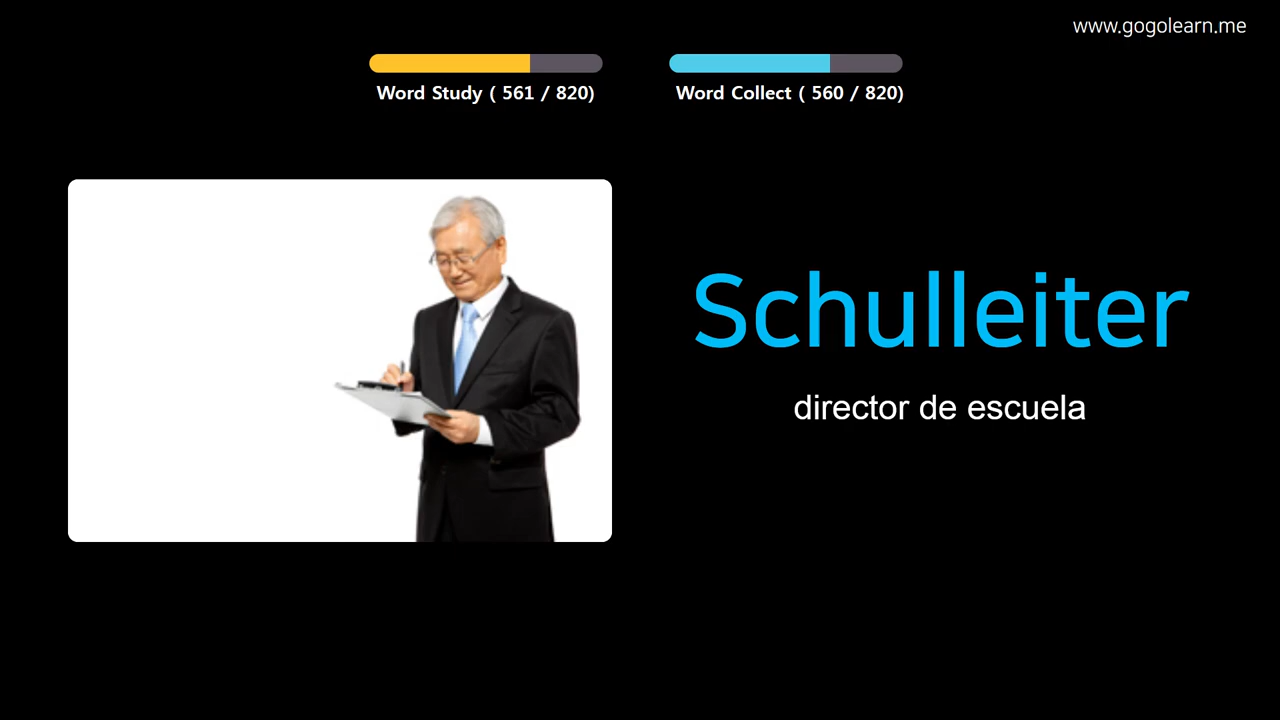 www.gogolearn.me
Word Study ( 561 / 820)
Word Collect ( 560 / 820)
Schulleiter
director de escuela